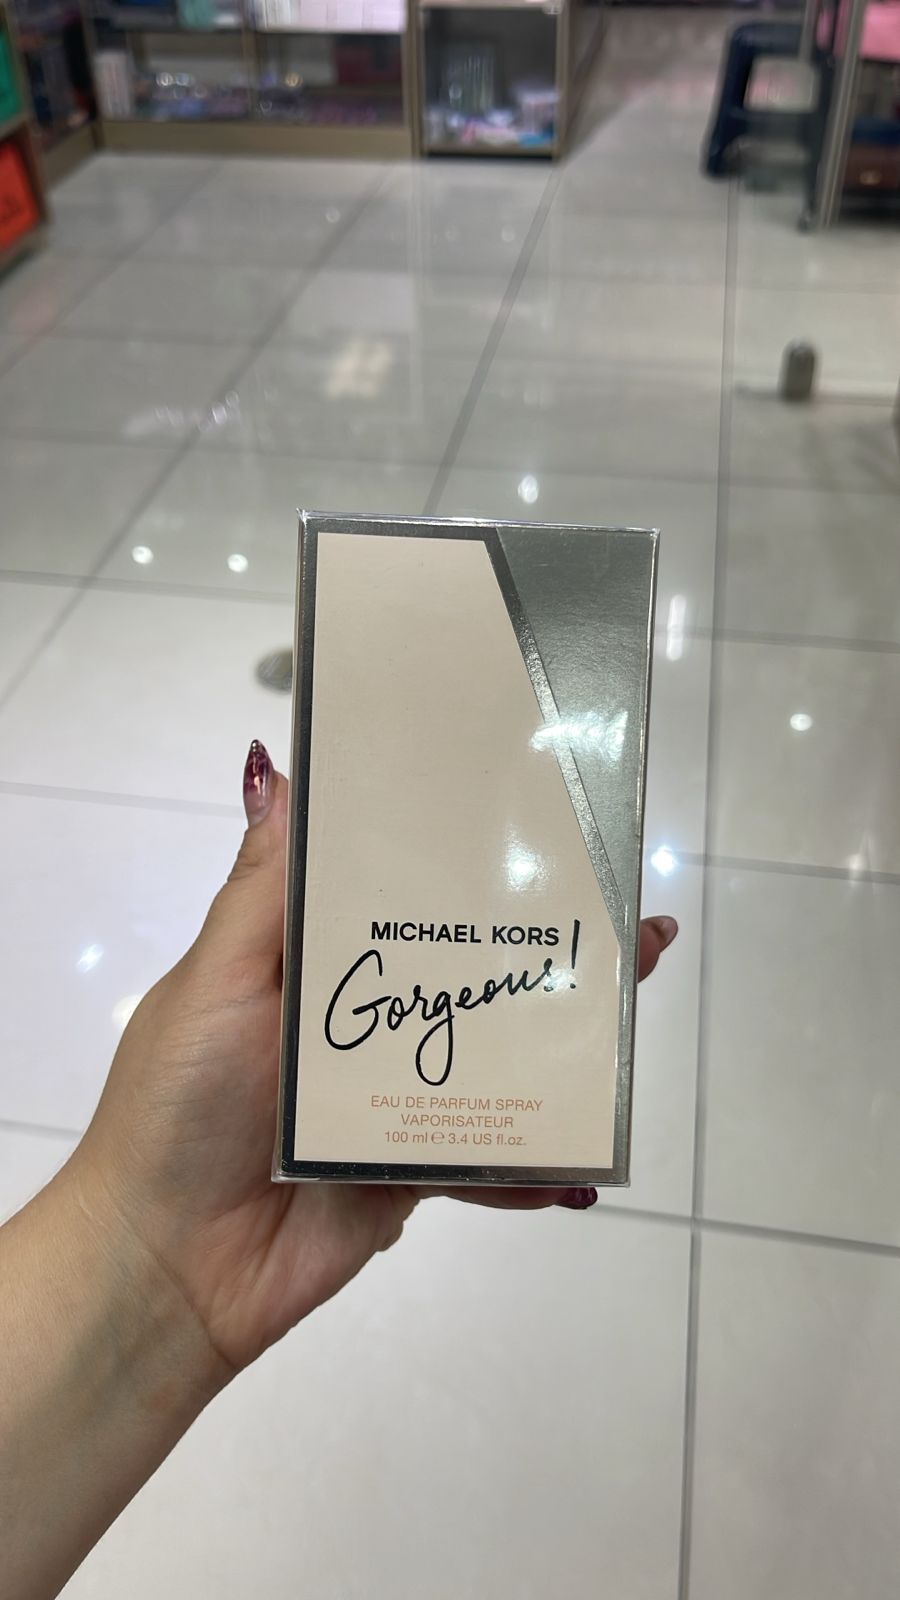 MICHAEL KORS
Gorgeous!
EAU DE PARFUM SPRAY
VAPORISATEUR
100 ml ℮ 3.4 US fl.oz.